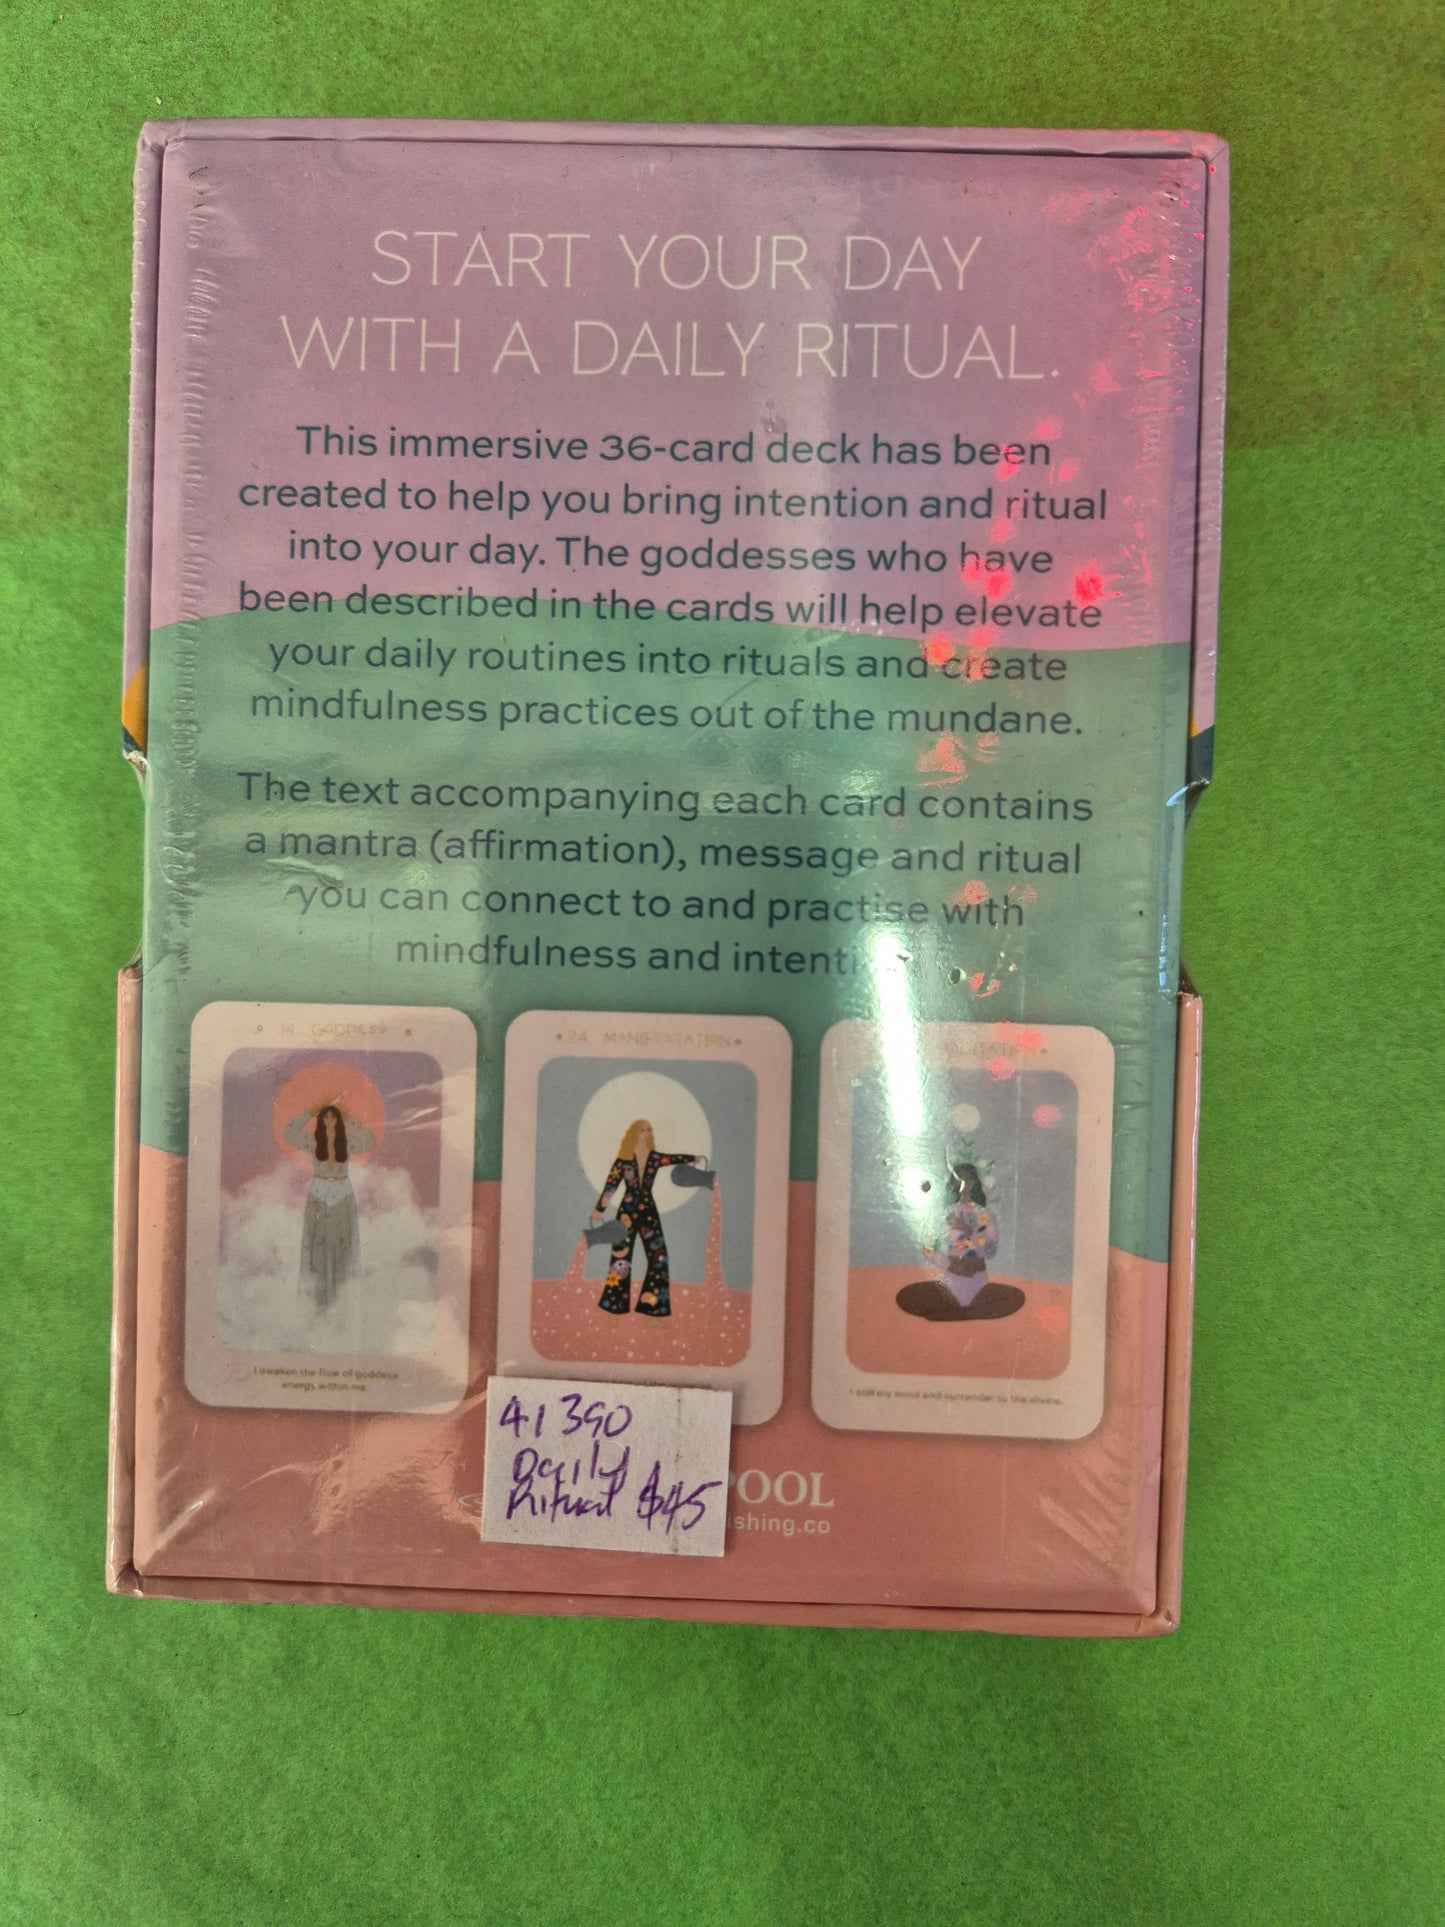 START YOUR DAY
WITH A DAILY RITUAL.
This immersive 36-card deck has been
created to help you bring intention and ritual
into your day. The goddesses who have
been described in the cards will help elevate
your daily routines into rituals and create
mindfulness practices out of the mundane.
The text accompanying each card contains
a mantra (affirmation), message and ritual
you can connect to and practise with
mindfulness and intenti
14 GODDESS
I awaken the flow of goddess
energy within me.
24 MANIFESTATION
I still my mind and surrender to the divine.
41390
Daily
Ritual $45
POOL
ishing.co